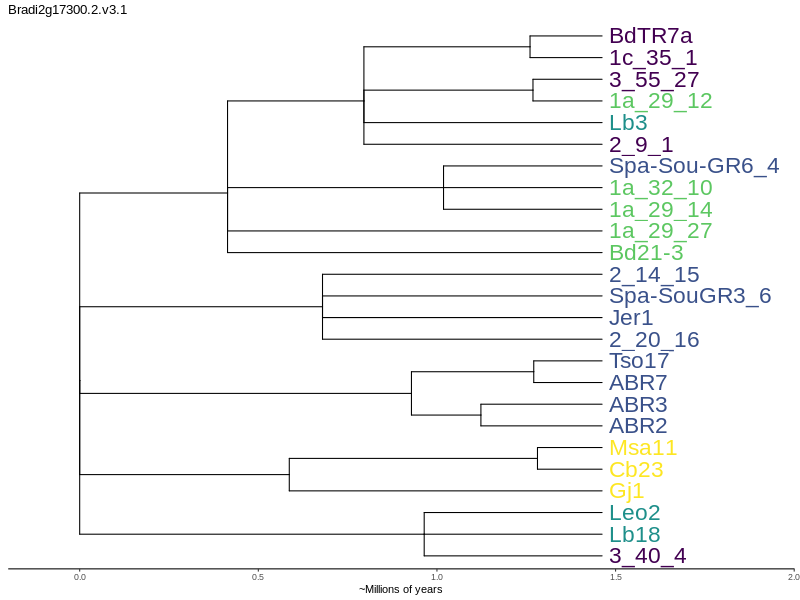 Bradi2g17300.2.v3.1
BdTR7a
1c_35_1
3_55_27
1a_29_12
Lb3
2_9_1
Spa-Sou-GR6_4
1a_32_10
1a_29_14
1a_29_27
Bd21-3
2_14_15
Spa-SouGR3_6
Jer1
2_20_16
Tso17
ABR7
ABR3
ABR2
Msa11
Cb23
Gj1
Leo2
Lb18
3_40_4
0.0 0.5 1.0 1.5 2.0
~Millions of years